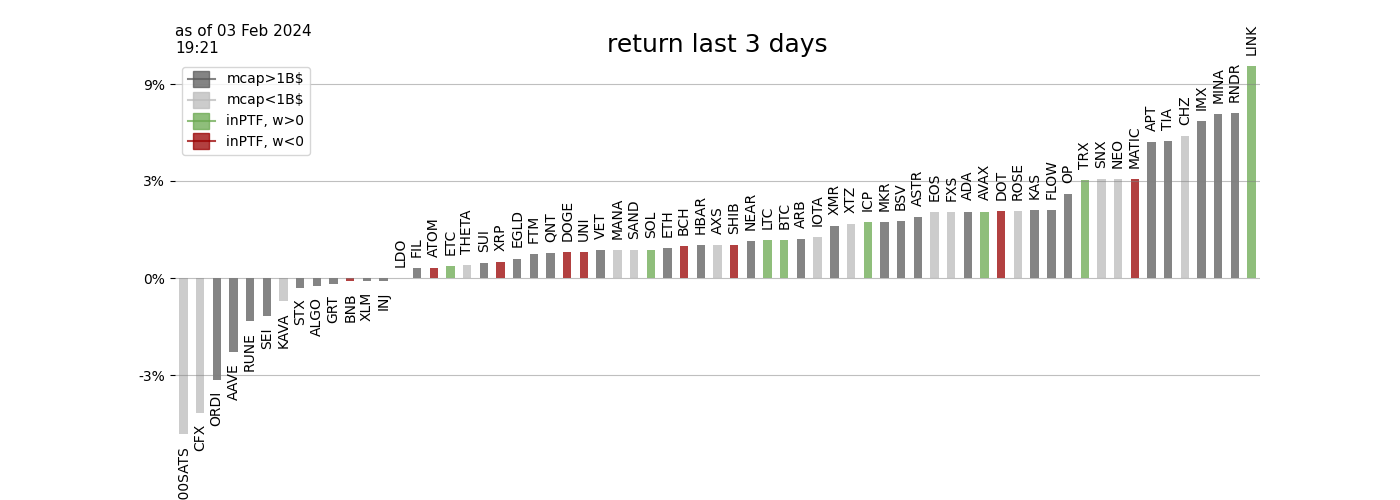 as of 03 Feb 2024
19:21
return last 3 days
mcap>1B$
mcap<1B$
inPTF, w>0
inPTF, w<0
9%
3%
0%
-3%
00SATS
CFX
ORDI
AAVE
RUNE
SEI
KAVA
STX
ALGO
GRT
BNB
XLM
INJ
LDO
FIL
ATOM
ETC
THETA
SUI
XRP
EGLD
FTM
QNT
DOGE
UNI
VET
MANA
SAND
SOL
ETH
BCH
HBAR
AXS
SHIB
NEAR
LTC
BTC
ARB
IOTA
XMR
XTZ
ICP
MKR
BSV
ASTR
EOS
FXS
ADA
AVAX
DOT
ROSE
KAS
FLOW
OP
TRX
SNX
NEO
MATIC
APT
TIA
CHZ
IMX
MINA
RNDR
LINK